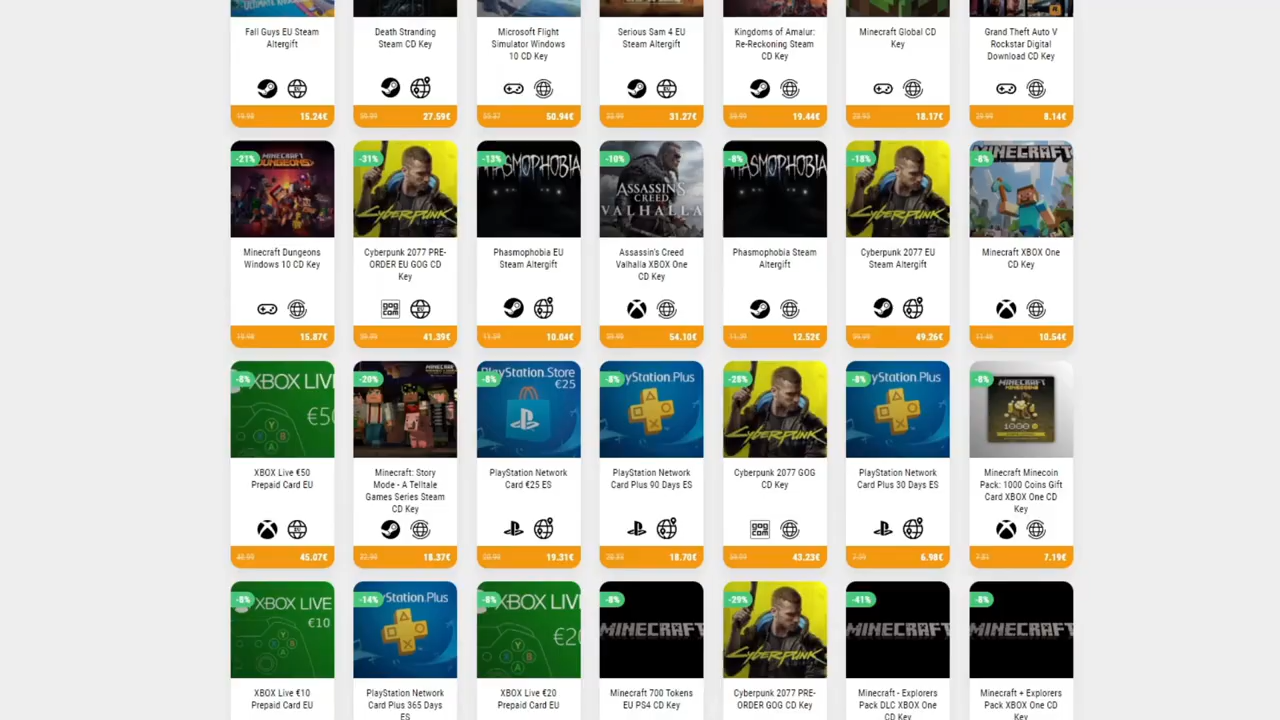 Fall Guys EU Steam
Altergift
Death Stranding
Steam CD Key
Microsoft Flight
Simulator Windows
10 CD Key
Serious Sam 4 EU
Steam Altergift
Kingdoms of Amalur:
Re-Reckoning Steam
CD Key
Minecraft Global CD
Key
Grand Theft Auto V
Rockstar Digital
Download CD Key
15.24€
27.59€
50.94€
31.27€
19.44€
18.17€
8.14€
-21%
MINECRAFT
DUNGEONS
-31%
CYBERPUNK
-13%
PHASMOPHOBIA
-10%
ASSASSIN'S
CREED
VALHALLA
-8%
PHASMOPHOBIA
-18%
CYBERPUNK
-8%
MINECRAFT
Minecraft Dungeons
Windows 10 CD Key
Cyberpunk 2077 PRE-
ORDER EU GOG CD
Key
Phasmophobia EU
Steam Altergift
Assassin's Creed
Valhalla XBOX One
CD Key
Phasmophobia Steam
Altergift
Cyberpunk 2077 EU
Steam Altergift
Minecraft XBOX One
CD Key
gog
com
15.87€
41.39€
10.04€
54.10€
12.52€
49.26€
10.54€
-8%
XBOX LIVE
€50
-20%
MINECRAFT
-8%
PlayStation Store
€25
-8%
PlayStation Plus
-28%
CYBERPUNK
-8%
PlayStation Plus
-8%
MINECRAFT
XBOX Live €50
Prepaid Card EU
Minecraft: Story
Mode - A Telltale
Games Series Steam
CD Key
PlayStation Network
Card €25 ES
PlayStation Network
Card Plus 90 Days ES
Cyberpunk 2077 GOG
CD Key
PlayStation Network
Card Plus 30 Days ES
Minecraft Minecoin
Pack: 1000 Coins Gift
Card XBOX One CD
Key
gog
com
45.07€
18.37€
19.31€
18.70€
43.23€
6.98€
7.19€
-8%
XBOX LIVE
€10
-14%
PlayStation.Plus
-8%
XBOX LIVE
€20
-8%
MINECRAFT
-29%
CYBERPUNK
-41%
MINECRAFT
-8%
MINECRAFT
XBOX Live €10
Prepaid Card EU
PlayStation Network
Card Plus 365 Days
ES
XBOX Live €20
Prepaid Card EU
Minecraft 700 Tokens
EU PS4 CD Key
Cyberpunk 2077 PRE-
ORDER GOG CD Key
Minecraft - Explorers
Pack DLC XBOX One
CD Key
Minecraft + Explorers
Pack XBOX One CD
Key